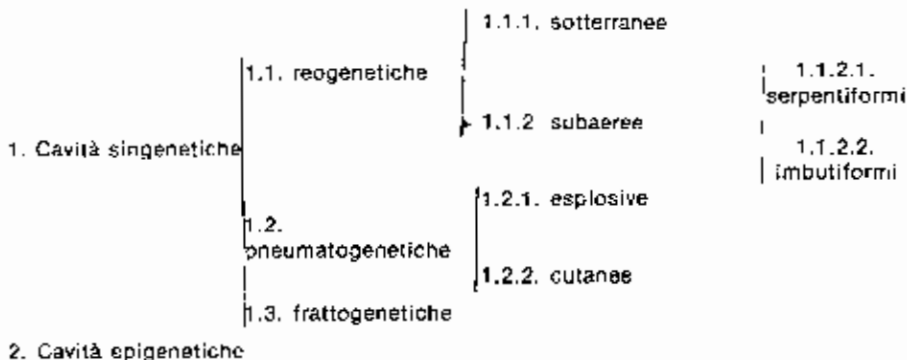 1.1.1. sotterranee
1.1. reogenetiche
1.1.2.1.
serpentiformi
1.1.2 subaeree
1. Cavità singenetiche
1.1.2.2.
imbutiformi
1.2.1. esplosive
1.2.
pneumatogenetiche
1.2.2. cutanee
1.3. frattogenetiche
2. Cavità epigenetiche